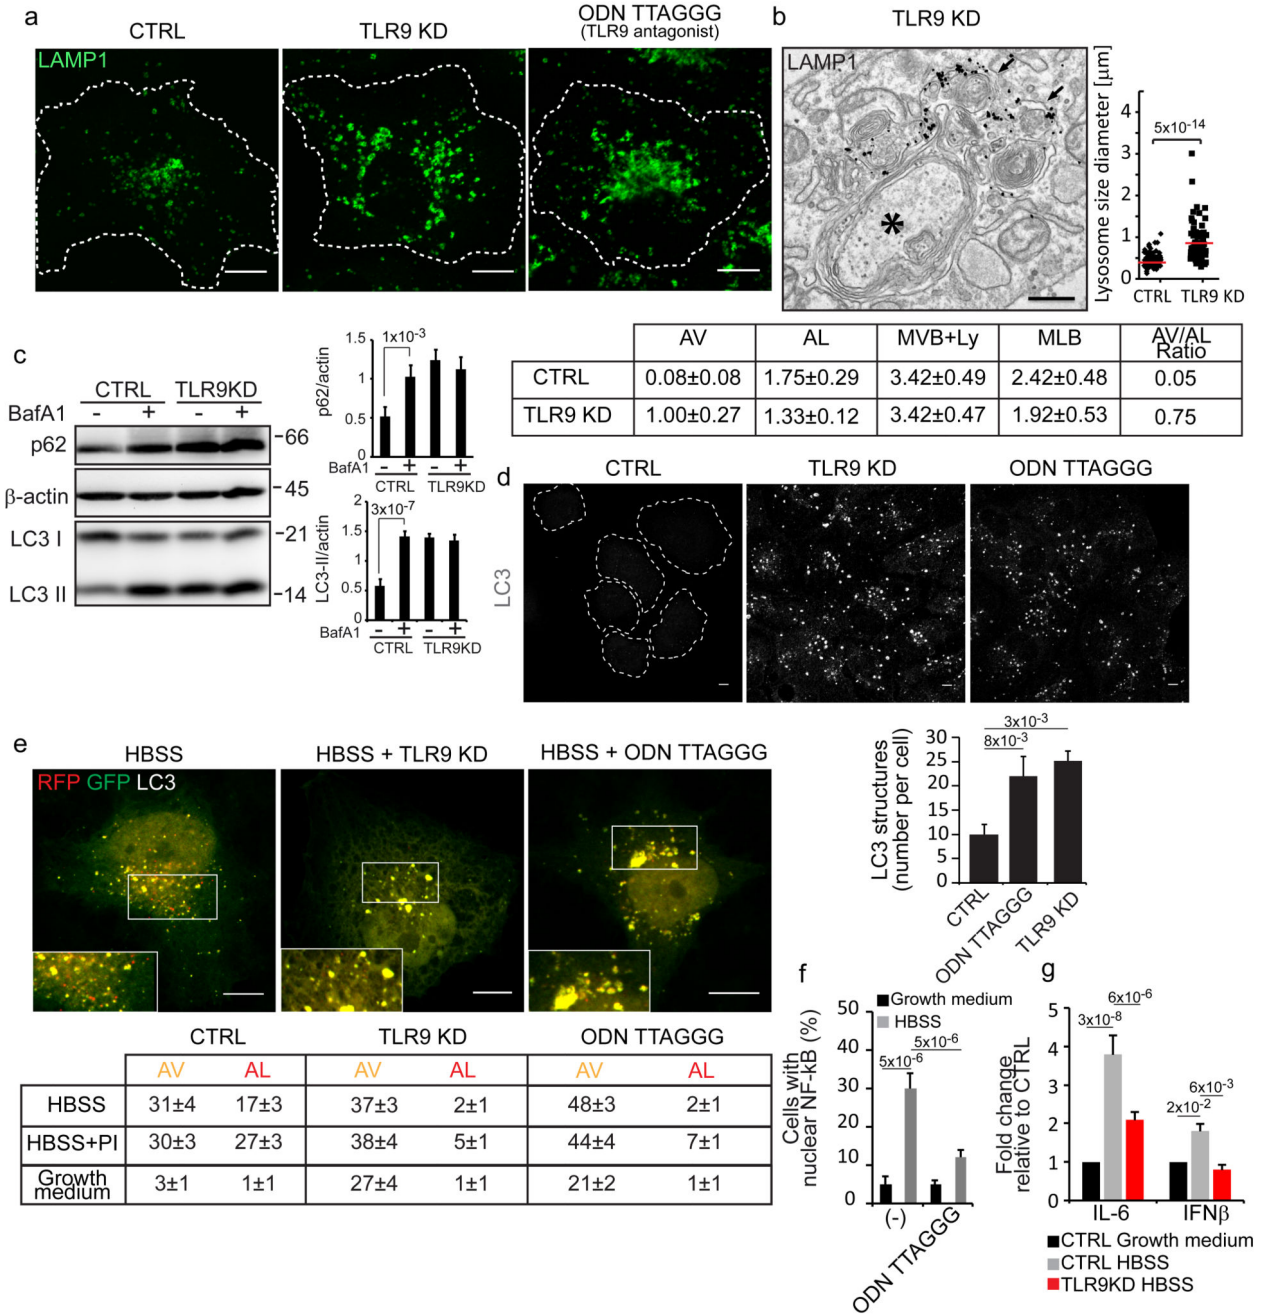 a
CTRL
TLR9 KD
ODN TTAGGG
(TLR9 antagonist)
LAMP1
b
TLR9 KD
LAMP1
*
Lysosome size diameter [µm]
4
3
2
1
0
5x10-14
CTRL TLR9 KD
AV AL MVB+Ly MLB AV/AL Ratio
CTRL 0.08±0.08 1.75±0.29 3.42±0.49 2.42±0.48 0.05
TLR9 KD 1.00±0.27 1.33±0.12 3.42±0.47 1.92±0.53 0.75
c
CTRL TLR9KD
BafA1 - + - +
p62 -66
β-actin -45
LC3 I -21
LC3 II -14
p62/actin
1.5
1
0.5
0
1x10-3
BafA1 - + - +
CTRL TLR9KD
LC3-II/actin
2
1.5
1
0.5
0
3x10-7
BafA1 - + - +
CTRL TLR9KD
d
CTRL
TLR9 KD
ODN TTAGGG
LC3
LC3 structures
(number per cell)
30
25
20
15
10
5
0
3x10-3
8x10-3
CTRL
ODN TTAGGG
TLR9 KD
e
HBSS
HBSS + TLR9 KD
HBSS + ODN TTAGGG
RFP GFP LC3
CTRL TLR9 KD ODN TTAGGG
AV AL AV AL AV AL
HBSS 31±4 17±3 37±3 2±1 48±3 2±1
HBSS+PI 30±3 27±3 38±4 5±1 44±4 7±1
Growth medium 3±1 1±1 27±4 1±1 21±2 1±1
f
Cells with
nuclear NF-kB (%)
50
40
30
20
10
0
Growth medium
HBSS
5x10-6
5x10-6
(-)
ODN TTAGGG
g
Fold change
relative to CTRL
5
4
3
2
1
0
3x10-8
6x10-6
2x10-2
6x10-3
IL-6 IFNβ
CTRL Growth medium
CTRL HBSS
TLR9KD HBSS